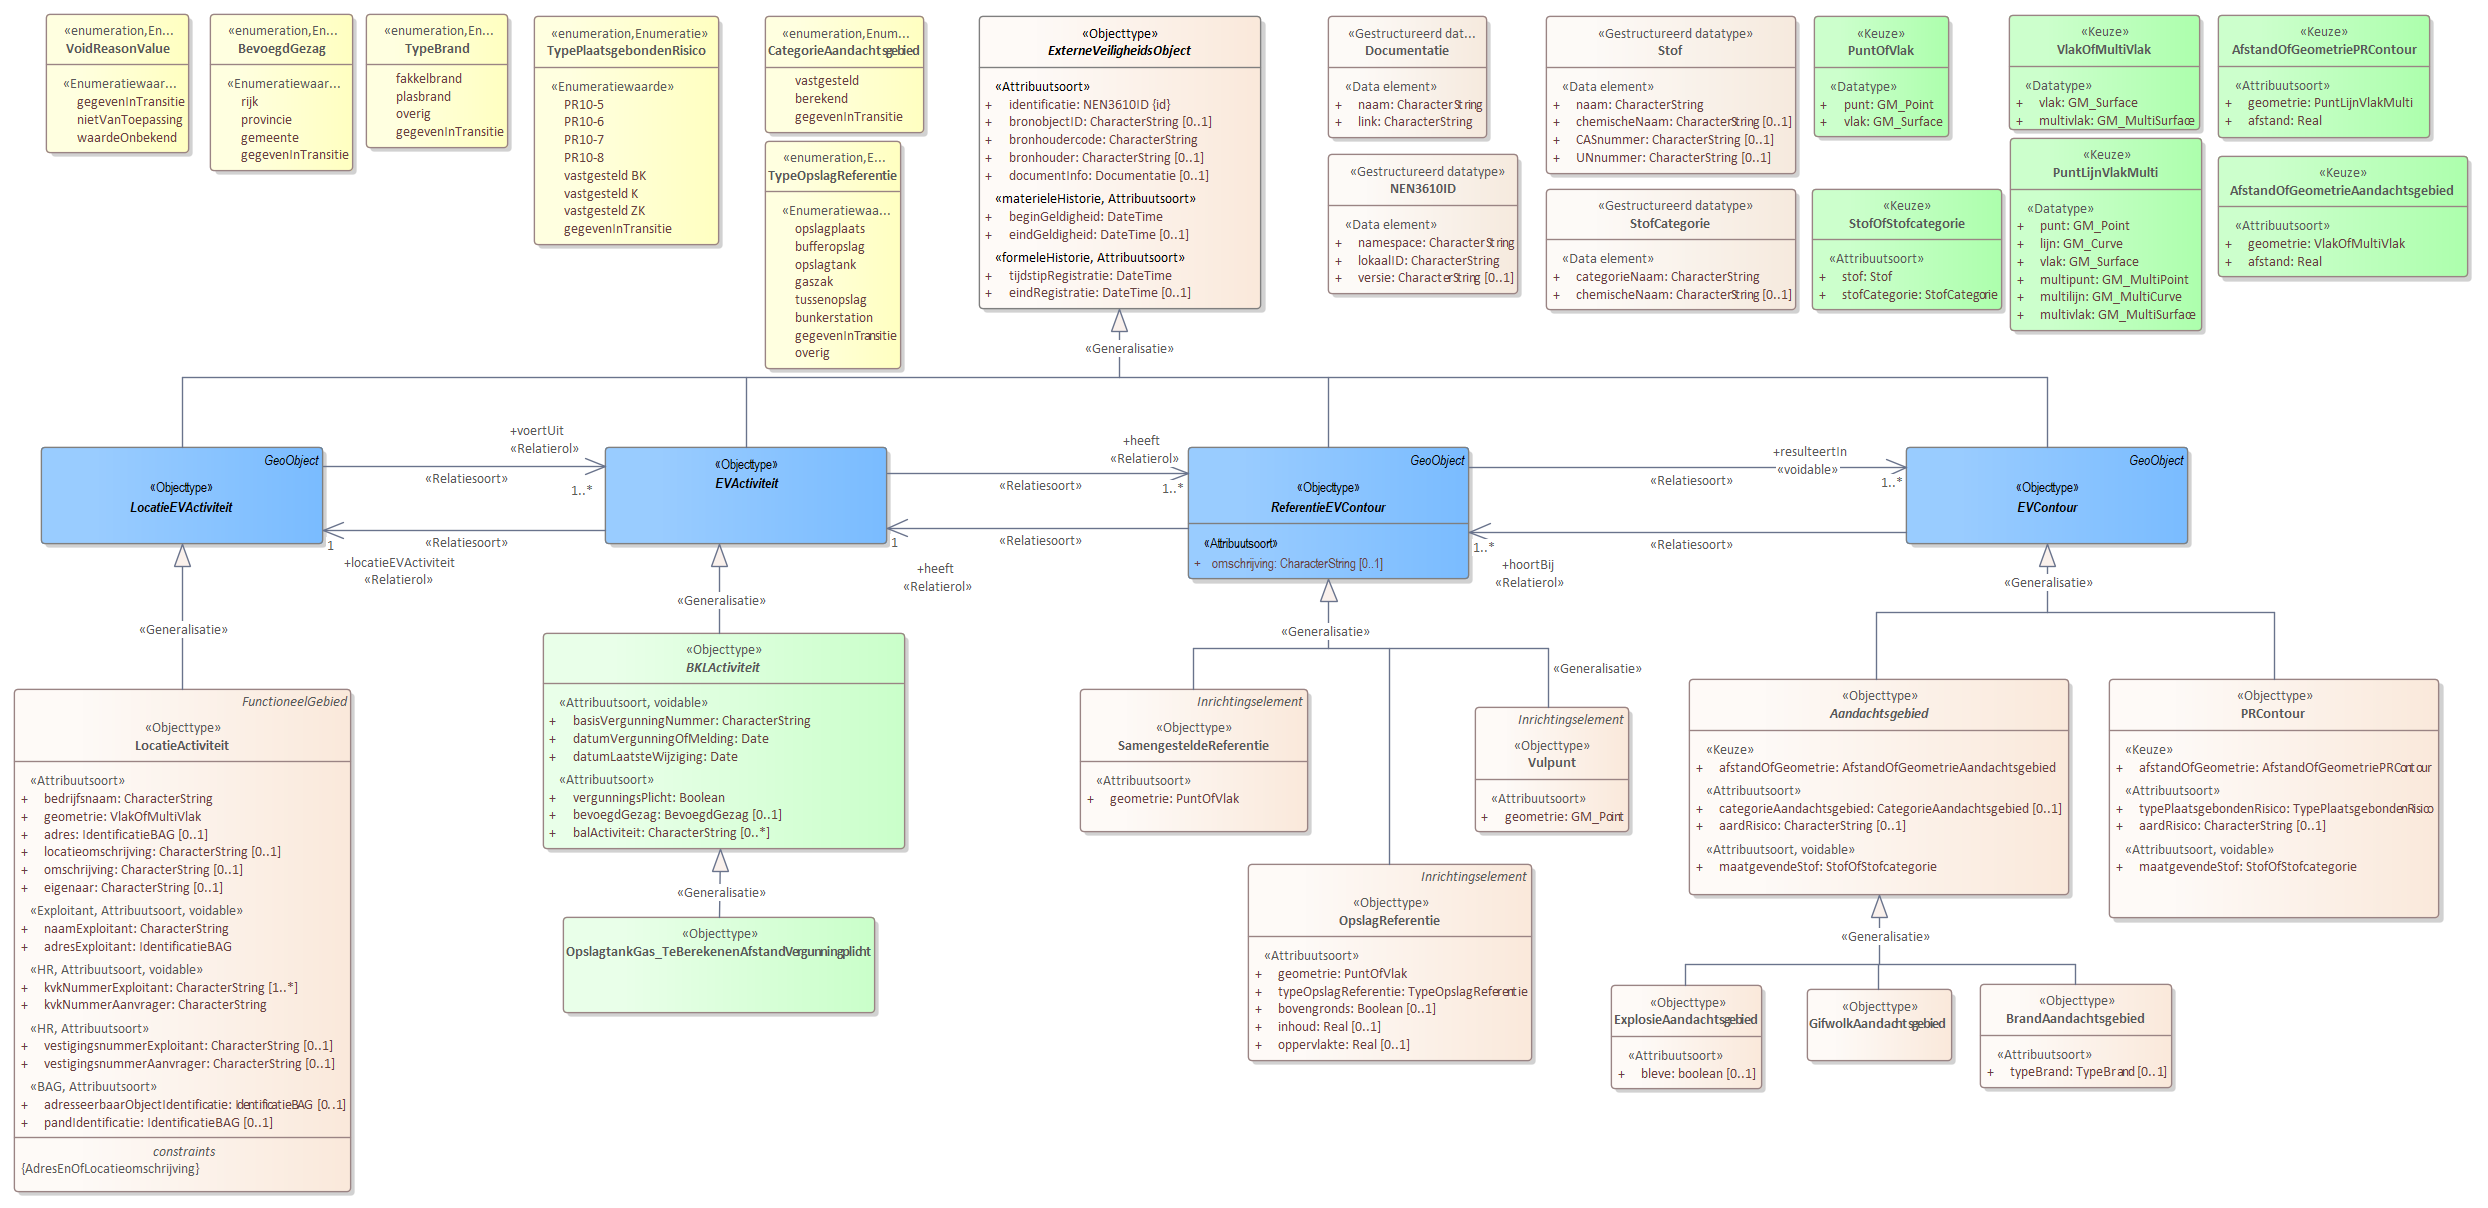 «enumeration,En...
VoidReasonValue
«Enumeratiewaar...
gegevenInTransitie
nietVanToepassing
waardeOnbekend
«enumeration,En...
BevoegdGezag
«Enumeratiewaar...
rijk
provincie
gemeente
gegevenInTransitie
«enumeration,En...
TypeBrand
fakkelbrand
plasbrand
overig
gegevenInTransitie
«enumeration,Enumeratie»
TypePlaatsgebondenRisico
«Enumeratiewaarde»
PR10-5
PR10-6
PR10-7
PR10-8
vastgesteld BK
vastgesteld K
vastgesteld ZK
gegevenInTransitie
«enumeration,Enum...
CategorieAandachtsgebied
vastgesteld
berekend
gegevenInTransitie
«enumeration,E...
TypeOpslagReferentie
«Enumeratiewaa...
opslagplaats
bufferopslag
opslagtank
gaszak
tussenopslag
bunkerstation
gegevenInTransitie
overig
«Objecttype»
ExterneVeiligheidsObject
«Attribuutsoort»
+ identificatie: NEN3610ID {id}
+ bronobjectID: CharacterString [0..1]
+ bronhoudercode: CharacterString
+ bronhouder: CharacterString [0..1]
+ documentInfo: Documentatie [0..1]
«materieleHistorie, Attribuutsoort»
+ beginGeldigheid: DateTime
+ eindGeldigheid: DateTime [0..1]
«formeleHistorie, Attribuutsoort»
+ tijdstipRegistratie: DateTime
+ eindRegistratie: DateTime [0..1]
«Gestructureerd dat...
Documentatie
«Data element»
+ naam: CharacterString
+ link: CharacterString
«Gestructureerd datatype»
NEN3610ID
«Data element»
+ namespace: CharacterString
+ lokaalID: CharacterString
+ versie: CharacterString [0..1]
«Gestructureerd datatype»
Stof
«Data element»
+ naam: CharacterString
+ chemischeNaam: CharacterString [0..1]
+ CASnummer: CharacterString [0..1]
+ UNnummer: CharacterString [0..1]
«Gestructureerd datatype»
StofCategorie
«Data element»
+ categorieNaam: CharacterString
+ chemischeNaam: CharacterString [0..1]
«Keuze»
PuntOfVlak
«Datatype»
+ punt: GM_Point
+ vlak: GM_Surface
«Keuze»
StofOfStofcategorie
«Attribuutsoort»
+ stof: Stof
+ stofCategorie: StofCategorie
«Keuze»
VlakOfMultiVlak
«Datatype»
+ vlak: GM_Surface
+ multivlak: GM_MultiSurface
«Keuze»
PuntLijnVlakMulti
«Datatype»
+ punt: GM_Point
+ lijn: GM_Curve
+ vlak: GM_Surface
+ multipunt: GM_MultiPoint
+ multilijn: GM_MultiCurve
+ multivlak: GM_MultiSurface
«Keuze»
AfstandOfGeometriePRContour
«Attribuutsoort»
+ geometrie: PuntLijnVlakMulti
+ afstand: Real
«Keuze»
AfstandOfGeometrieAandachtsgebied
«Attribuutsoort»
+ geometrie: VlakOfMultiVlak
+ afstand: Real
«Generalisatie»
GeoObject
«Objecttype»
LocatieEVActiviteit
+voertUit
«Relatierol»
«Relatiesoort»
1..*
«Relatiesoort»
1
+locatieEVActiviteit
«Relatierol»
«Objecttype»
EVActiviteit
+heeft
«Relatierol»
«Relatiesoort»
1..*
«Relatiesoort»
1
+heeft
«Relatierol»
GeoObject
«Objecttype»
ReferentieEVContour
«Attribuutsoort»
+ omschrijving: CharacterString [0..1]
+resulteertIn
«voidable»
«Relatiesoort»
1..*
«Relatiesoort»
1..*
+hoortBij
«Relatierol»
GeoObject
«Objecttype»
EVContour
«Generalisatie»
«Generalisatie»
«Generalisatie»
«Generalisatie»
«Generalisatie»
FunctioneelGebied
«Objecttype»
LocatieActiviteit
«Attribuutsoort»
+ bedrijfsnaam: CharacterString
+ geometrie: VlakOfMultiVlak
+ adres: IdentificatieBAG [0..1]
+ locatieomschrijving: CharacterString [0..1]
+ omschrijving: CharacterString [0..1]
+ eigenaar: CharacterString [0..1]
«Exploitant, Attribuutsoort, voidable»
+ naamExploitant: CharacterString
+ adresExploitant: IdentificatieBAG
«HR, Attribuutsoort, voidable»
+ kvkNummerExploitant: CharacterString [1..*]
+ kvkNummerAanvrager: CharacterString
«HR, Attribuutsoort»
+ vestigingsnummerExploitant: CharacterString [0..1]
+ vestigingsnummerAanvrager: CharacterString [0..1]
«BAG, Attribuutsoort»
+ adresseerbaarObjectIdentificatie: IdentificatieBAG [0..1]
+ pandIdentificatie: IdentificatieBAG [0..1]
constraints
{AdresEnOfLocatieomschrijving}
«Objecttype»
BKLActiviteit
«Attribuutsoort, voidable»
+ basisVergunningNummer: CharacterString
+ datumVergunningOfMelding: Date
+ datumLaatsteWijziging: Date
«Attribuutsoort»
+ vergunningsPlicht: Boolean
+ bevoegdGezag: BevoegdGezag [0..1]
+ balActiviteit: CharacterString [0..*]
«Generalisatie»
«Objecttype»
OpslagtankGas_TeBerekenenAfstandVergunningplicht
Inrichtingselement
«Objecttype»
SamengesteldeReferentie
«Attribuutsoort»
+ geometrie: PuntOfVlak
Inrichtingselement
«Objecttype»
Vulpunt
«Attribuutsoort»
+ geometrie: GM_Point
Inrichtingselement
«Objecttype»
OpslagReferentie
«Attribuutsoort»
+ geometrie: PuntOfVlak
+ typeOpslagReferentie: TypeOpslagReferentie
+ bovengronds: Boolean [0..1]
+ inhoud: Real [0..1]
+ oppervlakte: Real [0..1]
«Objecttype»
Aandachtsgebied
«Keuze»
+ afstandOfGeometrie: AfstandOfGeometrieAandachtsgebied
«Attribuutsoort»
+ categorieAandachtsgebied: CategorieAandachtsgebied [0..1]
+ aardRisico: CharacterString [0..1]
«Attribuutsoort, voidable»
+ maatgevendeStof: StofOfStofcategorie
«Objecttype»
PRContour
«Keuze»
+ afstandOfGeometrie: AfstandOfGeometriePRContour
«Attribuutsoort»
+ typePlaatsgebondenRisico: TypePlaatsgebondenRisico
+ aardRisico: CharacterString [0..1]
«Attribuutsoort, voidable»
+ maatgevendeStof: StofOfStofcategorie
«Generalisatie»
«Objecttype»
ExplosieAandachtsgebied
«Attribuutsoort»
+ bleve: boolean [0..1]
«Objecttype»
GifwolkAandachtsgebied
«Objecttype»
BrandAandachtsgebied
«Attribuutsoort»
+ typeBrand: TypeBrand [0..1]